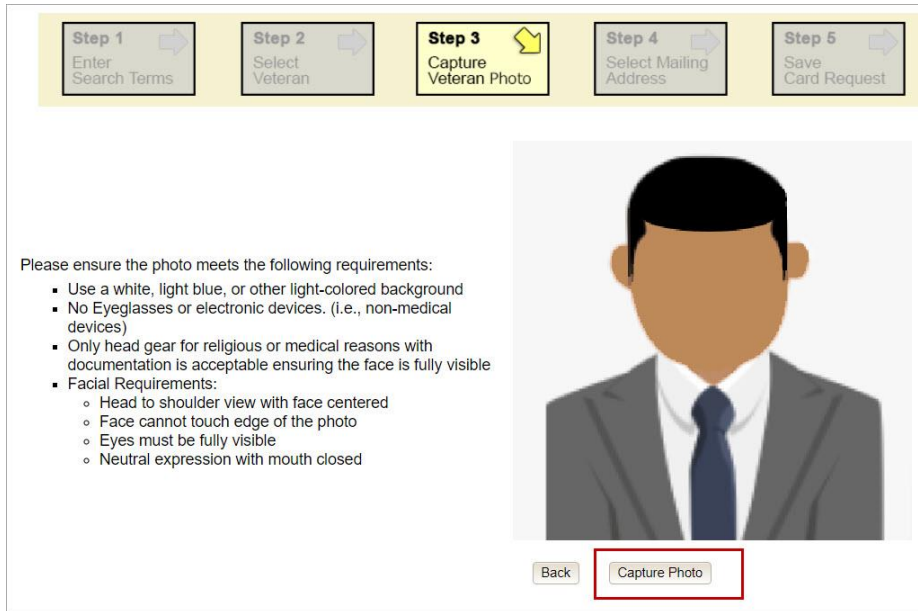 Step 1
Enter
Search Terms
Step 2
Select
Veteran
Step 3
Capture
Veteran Photo
Step 4
Select Mailing
Address
Step 5
Save
Card Request
Please ensure the photo meets the following requirements:
Use a white, light blue, or other light-colored background
No Eyeglasses or electronic devices. (i.e., non-medical
devices)
Only head gear for religious or medical reasons with
documentation is acceptable ensuring the face is fully visible
Facial Requirements:
Head to shoulder view with face centered
Face cannot touch edge of the photo
Eyes must be fully visible
Neutral expression with mouth closed
Back
Capture Photo